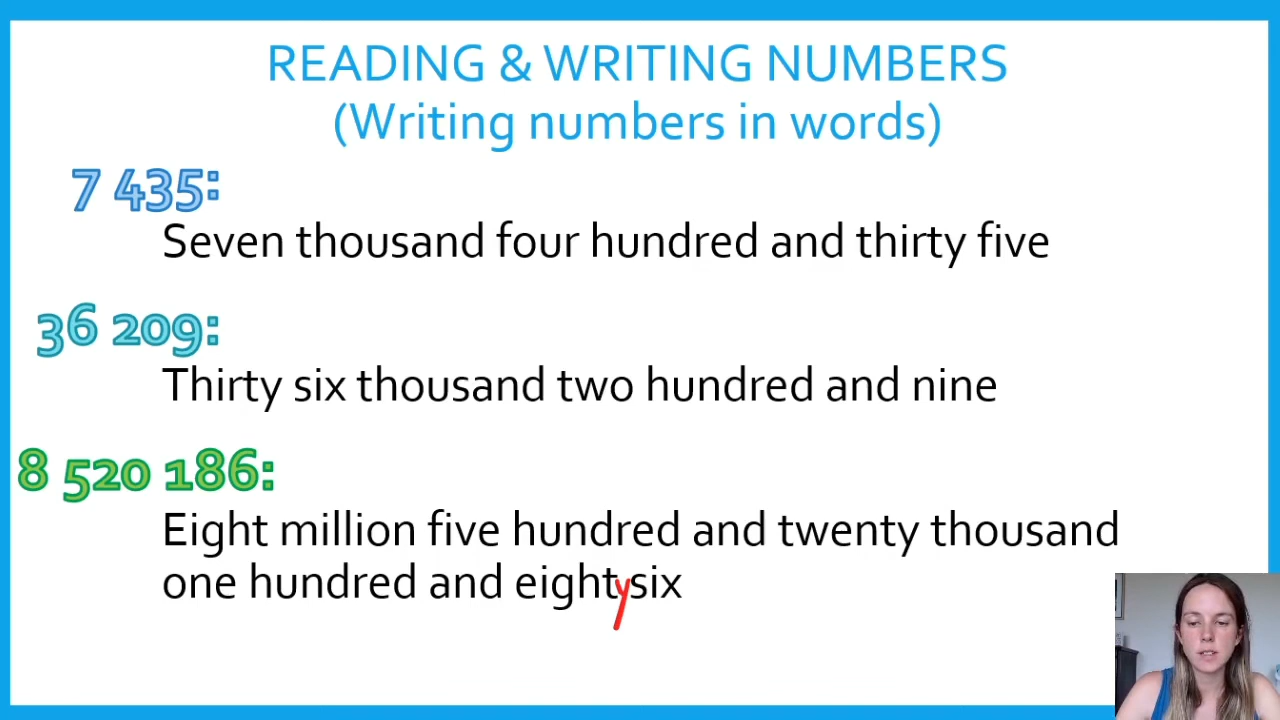 READING & WRITING NUMBERS
(Writing numbers in words)
7 435:
Seven thousand four hundred and thirty five
36 209:
Thirty six thousand two hundred and nine
8 520 186:
Eight million five hundred and twenty thousand
one hundred and eighty six